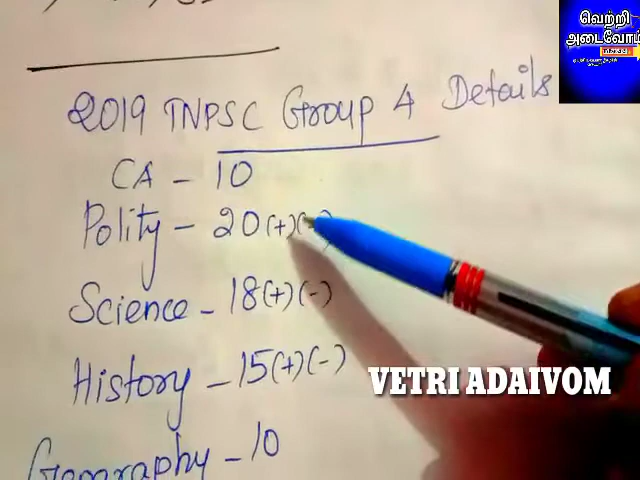 வெற்றி
அடைவோம்
2019 TNPSC Group 4 Details
CA - 10
Polity - 20 (+) (-)
Science - 18 (+) (-)
History - 15 (+) (-)
VETRI ADAIVOM
Geography - 10